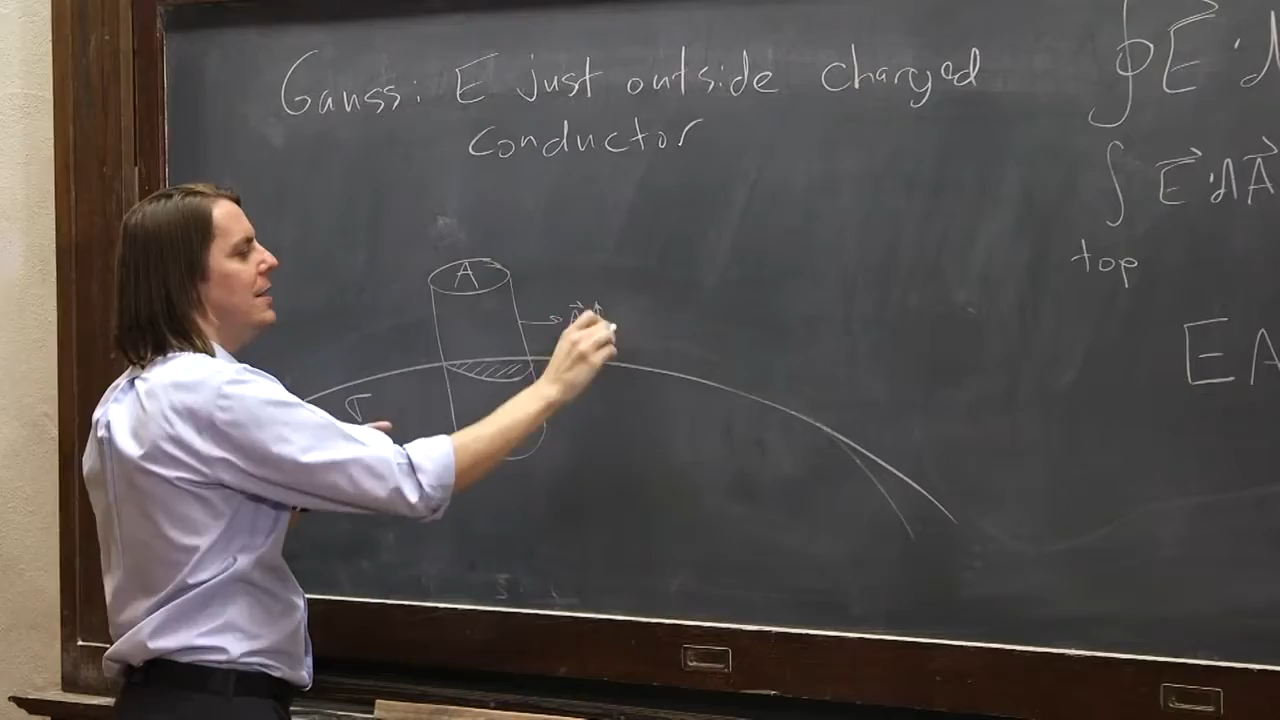 Gauss: E just outside charged
conductor
∮ E⃗ · d
∫ E⃗ · dA⃗
top
EA
A
σ